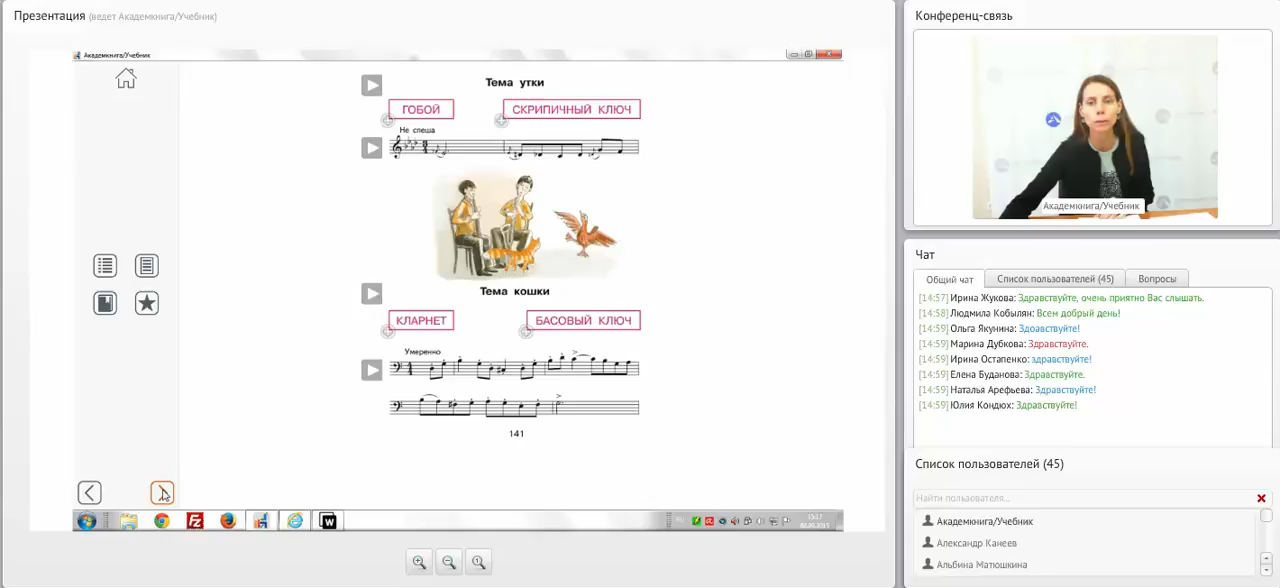 Презентация (ведет Академкнига/Учебник)
Академкнига/Учебник
Тема утки
ГОБОЙ
СКРИПИЧНЫЙ КЛЮЧ
Не спеша
Тема кошки
КЛАРНЕТ
БАСОВЫЙ КЛЮЧ
Умеренно
141
Конференц-связь
Академкнига/Учебник
Чат
Общий чат
Список пользователей (45)
Вопросы
[14:57] Ирина Жукова: Здравствуйте, очень приятно Вас слышать.
[14:58] Людмила Кобылян: Всем добрый день!
[14:59] Ольга Якунина: Здоавствуйте!
[14:59] Марина Дубкова: Здравствуйте.
[14:59] Ирина Остапенко: здравствуйте!
[14:59] Елена Буданова: Здравствуйте.
[14:59] Наталья Арефьева: Здравствуйте!
[14:59] Юлия Кондюх: Здравствуйте!
Список пользователей (45)
Найти пользователя...
Академкнига/Учебник
Александр Канеев
Альбина Матюшкина